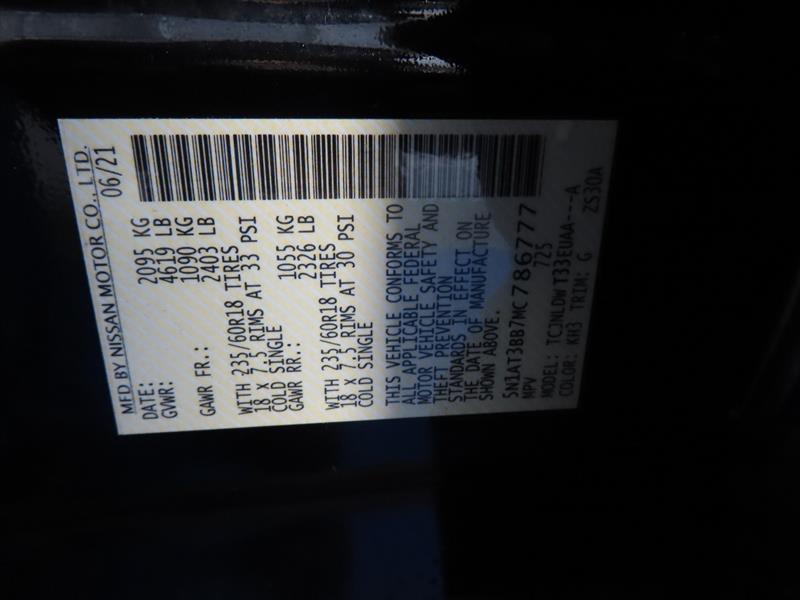 MFD BY NISSAN MOTOR CO., LTD.
DATE: 06/21
GVWR: 2095 KG
4619 LB
GAWR FR.: 1090 KG
2403 LB
WITH 235/60R18 TIRES
18 X 7.5 RIMS AT 33 PSI
COLD SINGLE
GAWR RR.: 1055 KG
2326 LB
WITH 235/60R18 TIRES
18 X 7.5 RIMS AT 30 PSI
COLD SINGLE
THIS VEHICLE CONFORMS TO
ALL APPLICABLE FEDERAL
MOTOR VEHICLE SAFETY AND
THEFT PREVENTION
STANDARDS IN EFFECT ON
THE DATE OF MANUFACTURE
SHOWN ABOVE.
5N1AT3BB7MC786777
MPV 725
MODEL: TCJNLDWT33EUAA---A
COLOR: KH3 TRIM: G ZS30A